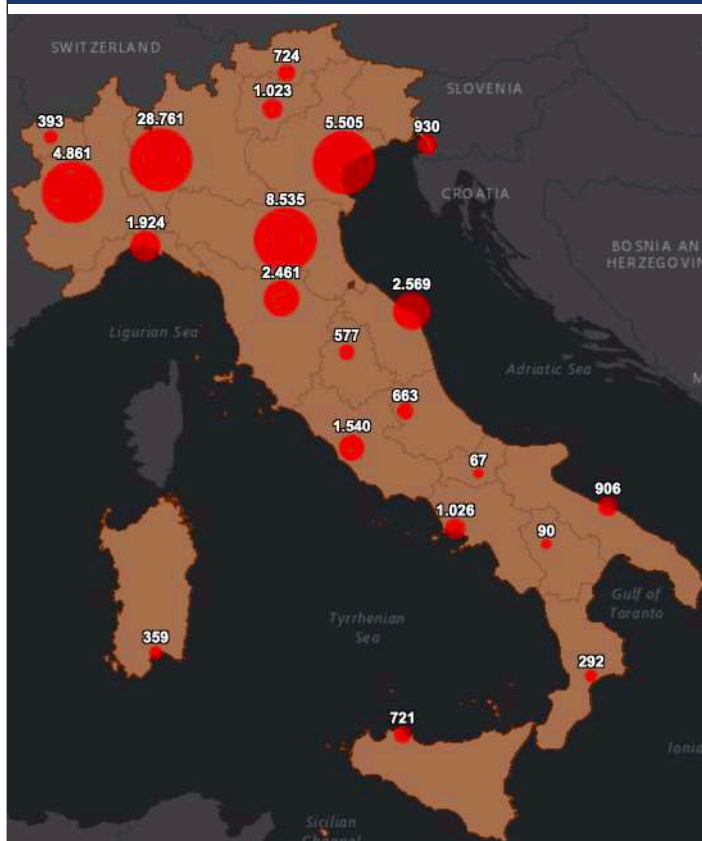 SWITZERLAND
724
SLOVENIA
1.023
393
28.761
5.505
930
4.861
CROATIA
8.535
1.924
BOSNIA AN
HERZEGOVIN
2.461
2.569
Ligurian Sea
577
Adriatic Sea
M
663
1.540
67
906
1.026
90
Gulf of
Taranto
Tyrrhenian
Sea
359
292
721
Ionia
Sicilian
Channel